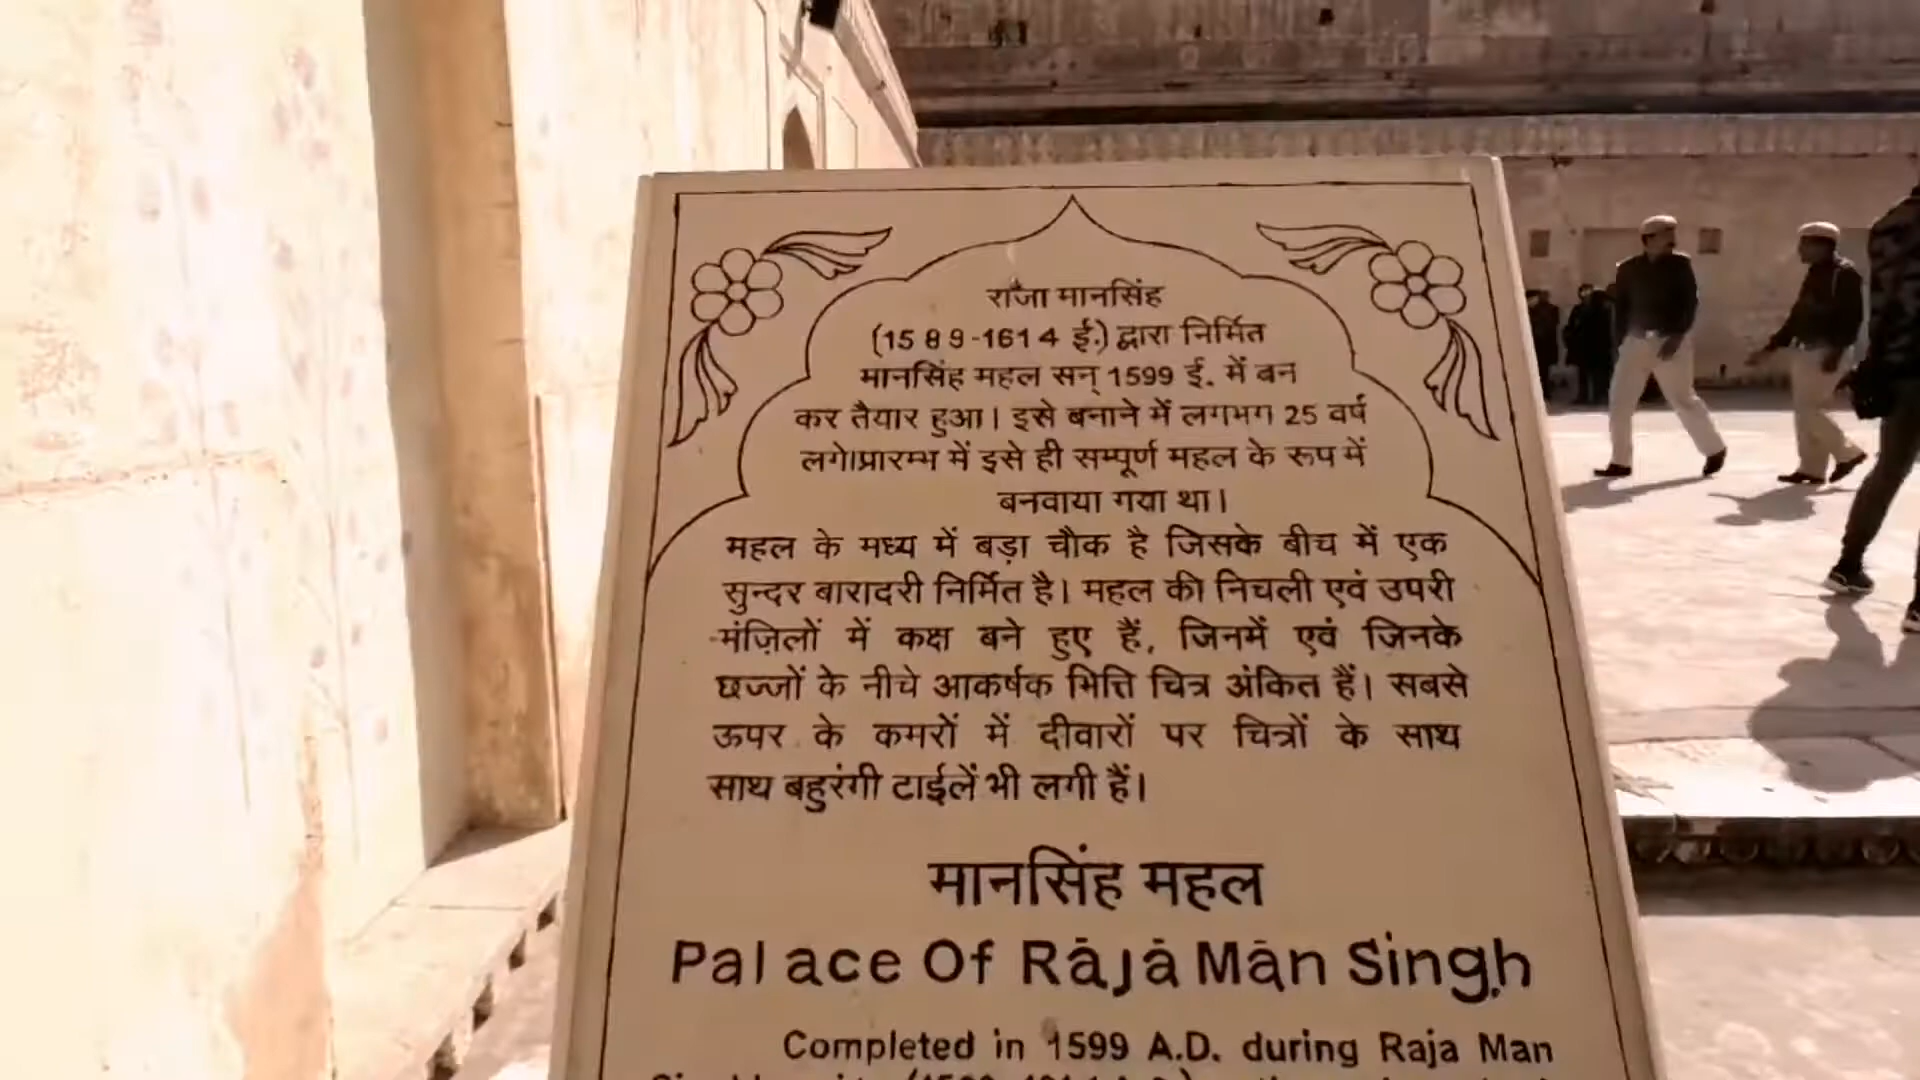 राजा मानसिंह
(1589-1614 ई.) द्वारा निर्मित
मानसिंह महल सन् 1599 ई. में बन
कर तैयार हुआ। इसे बनाने में लगभग 25 वर्ष
लगे।प्रारम्भ में इसे ही सम्पूर्ण महल के रूप में
बनवाया गया था।
महल के मध्य में बड़ा चौक है जिसके बीच में एक
सुन्दर बारादरी निर्मित है। महल की निचली एवं उपरी
मंज़िलों में कक्ष बने हुए हैं, जिनमें एवं जिनके
छज्जों के नीचे आकर्षक भित्ति चित्र अंकित हैं। सबसे
ऊपर के कमरों में दीवारों पर चित्रों के साथ
साथ बहुरंगी टाईलें भी लगी हैं।
मानसिंह महल
Palace Of Rājā Mān Singh
Completed in 1599 A.D. during Raja Man